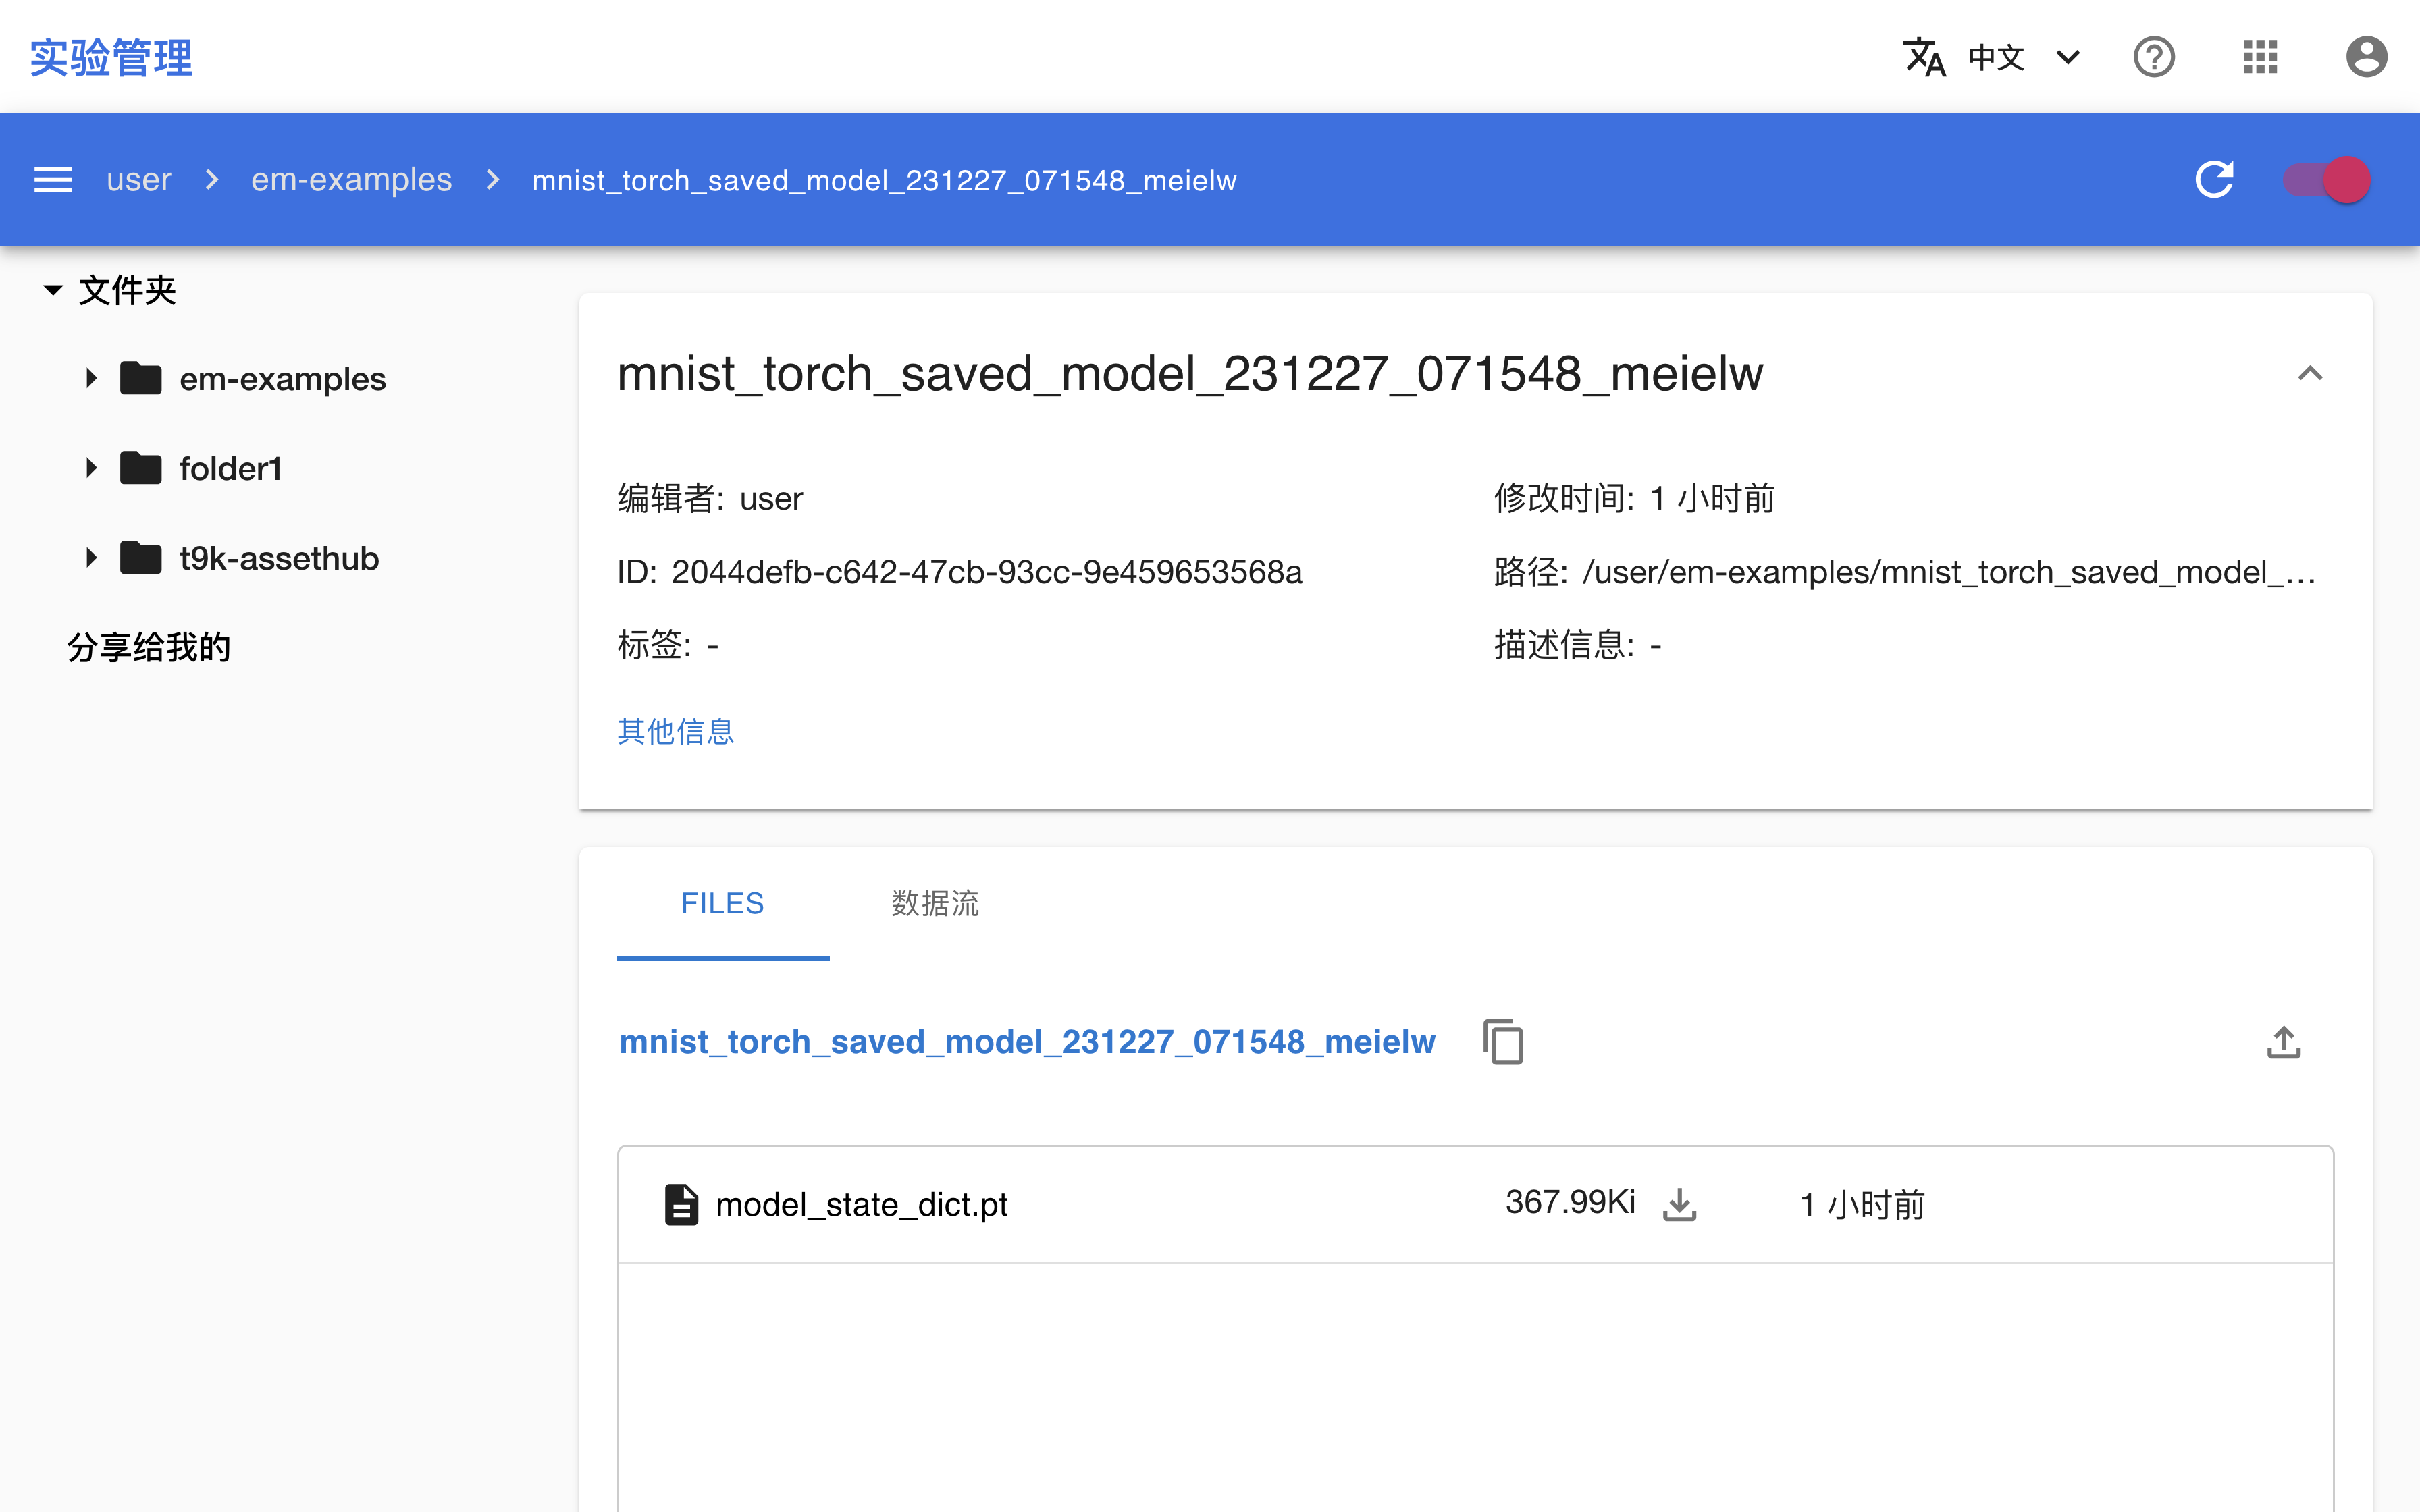 实验管理
中文
user
em-examples
mnist_torch_saved_model_231227_071548_meielw
文件夹
em-examples
folder1
t9k-assethub
分享给我的
mnist_torch_saved_model_231227_071548_meielw
编辑者: user
修改时间: 1 小时前
ID: 2044defb-c642-47cb-93cc-9e459653568a
路径: /user/em-examples/mnist_torch_saved_model_...
标签: -
描述信息: -
其他信息
FILES
数据流
mnist_torch_saved_model_231227_071548_meielw
model_state_dict.pt
367.99Ki
1 小时前